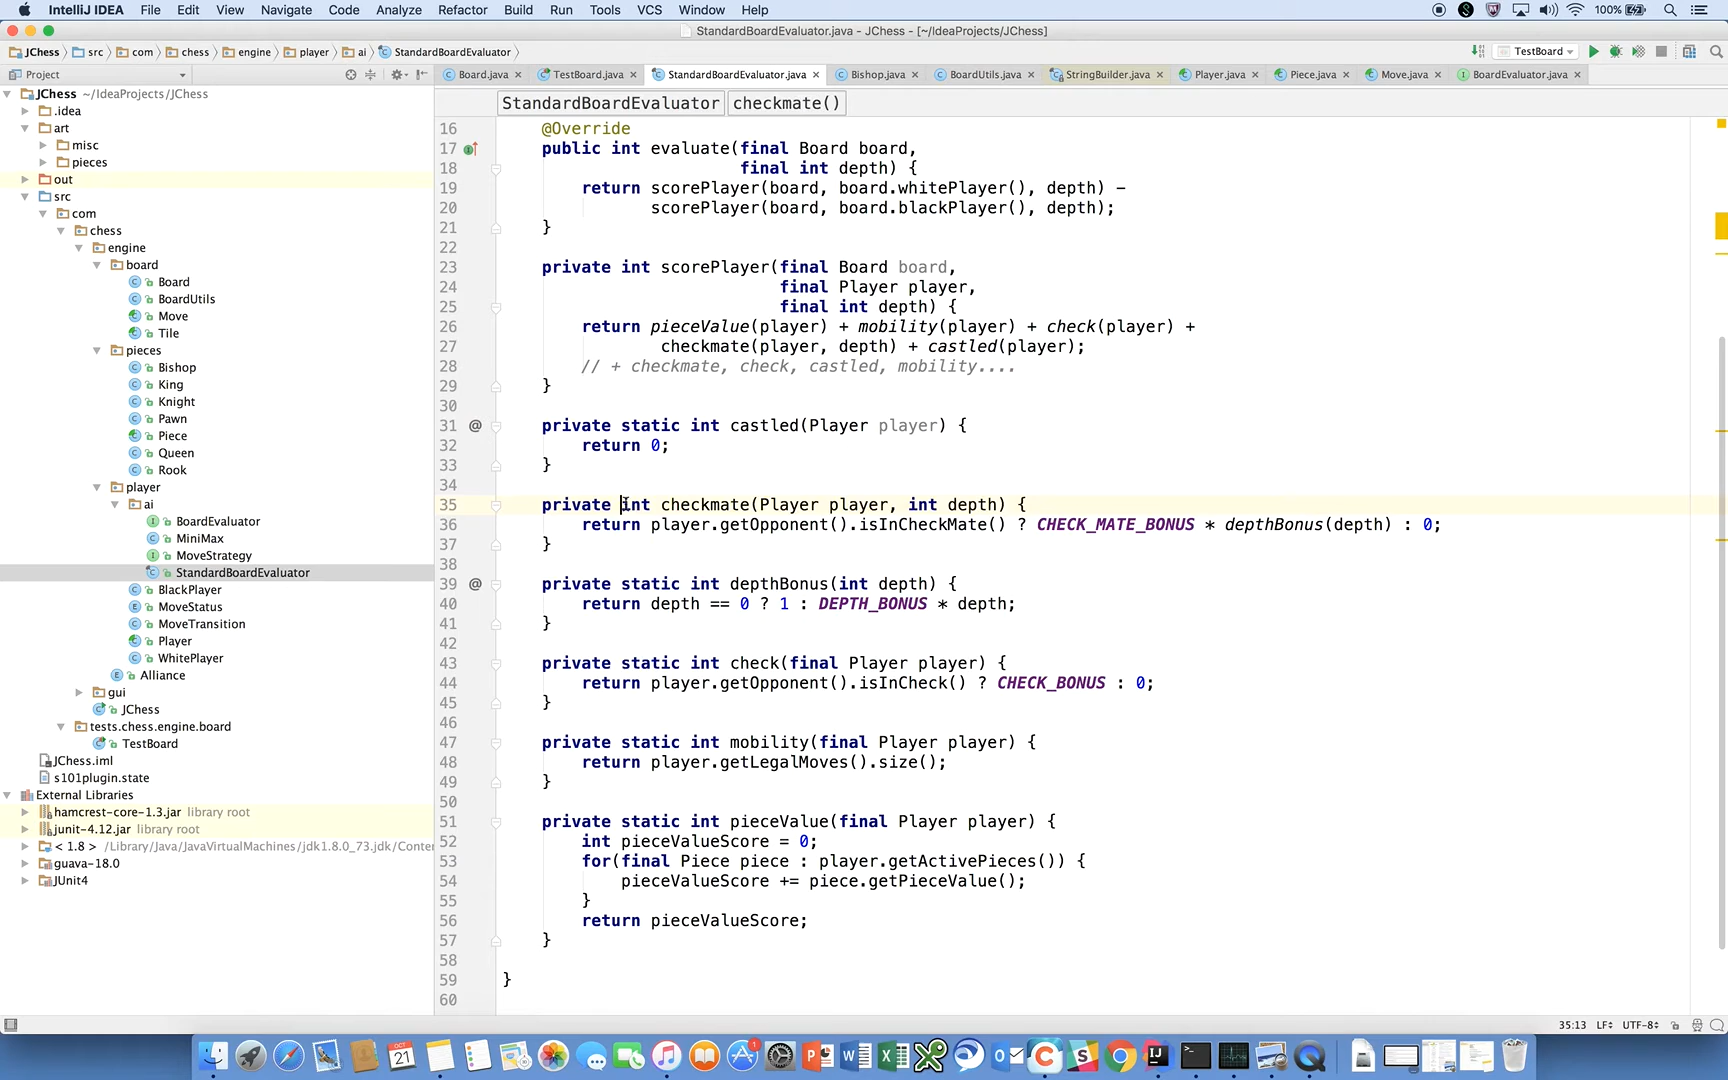 IntelliJ IDEA File Edit View Navigate Code Analyze Refactor Build Run Tools VCS Window Help 100%
StandardBoardEvaluator.java – JChess – [~/IdeaProjects/JChess]
JChess src com chess engine player ai StandardBoardEvaluator TestBoard
Project Board.java TestBoard.java StandardBoardEvaluator.java Bishop.java BoardUtils.java StringBuilder.java Player.java Piece.java Move.java BoardEvaluator.java
JChess ~/IdeaProjects/JChess
.idea
art
misc
pieces
out
src
com
chess
engine
board
Board
BoardUtils
Move
Tile
pieces
Bishop
King
Knight
Pawn
Piece
Queen
Rook
player
ai
BoardEvaluator
MiniMax
MoveStrategy
StandardBoardEvaluator
BlackPlayer
MoveStatus
MoveTransition
Player
WhitePlayer
Alliance
gui
JChess
tests.chess.engine.board
TestBoard
JChess.iml
s101plugin.state
External Libraries
hamcrest-core-1.3.jar library root
junit-4.12.jar library root
< 1.8 > /Library/Java/JavaVirtualMachines/jdk1.8.0_73.jdk/Conter
guava-18.0
JUnit4
StandardBoardEvaluator checkmate()
16 @Override
17 public int evaluate(final Board board,
18 final int depth) {
19 return scorePlayer(board, board.whitePlayer(), depth) -
20 scorePlayer(board, board.blackPlayer(), depth);
21 }
22
23 private int scorePlayer(final Board board,
24 final Player player,
25 final int depth) {
26 return pieceValue(player) + mobility(player) + check(player) +
27 checkmate(player, depth) + castled(player);
28 // + checkmate, check, castled, mobility....
29 }
30
31 @ private static int castled(Player player) {
32 return 0;
33 }
34
35 private int checkmate(Player player, int depth) {
36 return player.getOpponent().isInCheckMate() ? CHECK_MATE_BONUS * depthBonus(depth) : 0;
37 }
38
39 @ private static int depthBonus(int depth) {
40 return depth == 0 ? 1 : DEPTH_BONUS * depth;
41 }
42
43 private static int check(final Player player) {
44 return player.getOpponent().isInCheck() ? CHECK_BONUS : 0;
45 }
46
47 private static int mobility(final Player player) {
48 return player.getLegalMoves().size();
49 }
50
51 private static int pieceValue(final Player player) {
52 int pieceValueScore = 0;
53 for(final Piece piece : player.getActivePieces()) {
54 pieceValueScore += piece.getPieceValue();
55 }
56 return pieceValueScore;
57 }
58
59 }
60
35:13 LF UTF-8
OCT
21